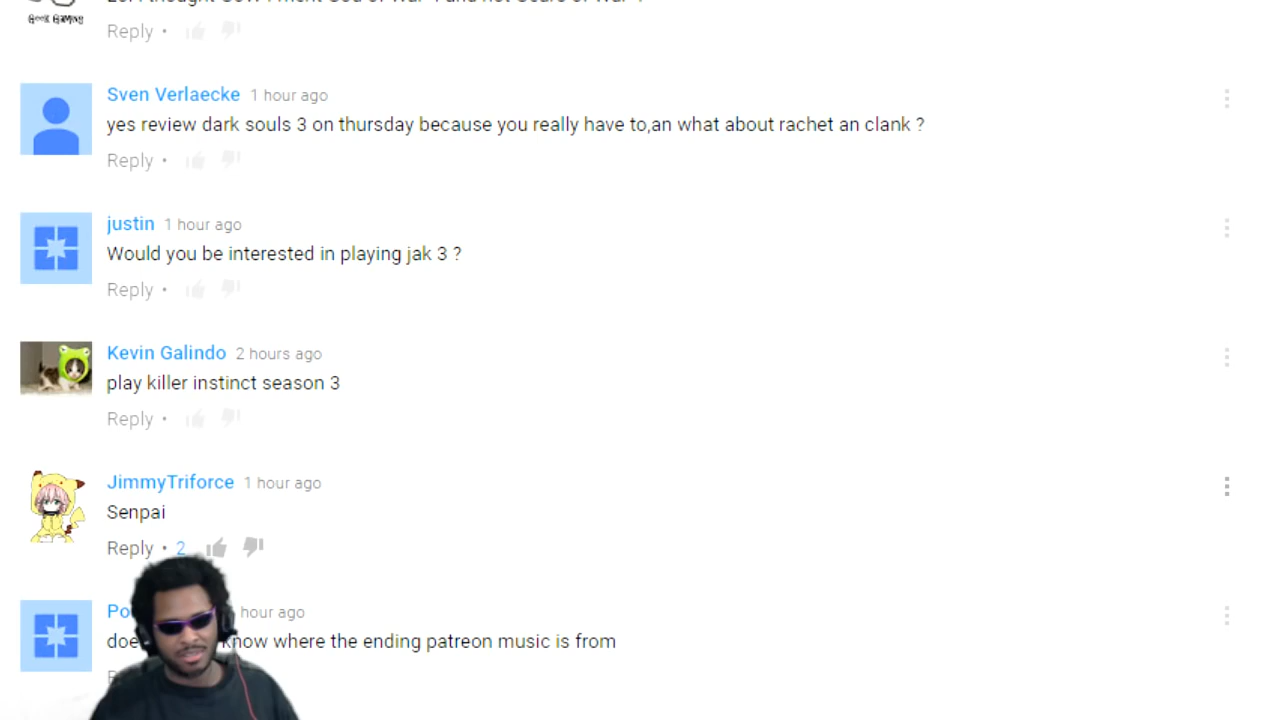 Geek GaminG
Reply •
Sven Verlaecke 1 hour ago
yes review dark souls 3 on thursday because you really have to,an what about rachet an clank ?
Reply •
justin 1 hour ago
Would you be interested in playing jak 3 ?
Reply •
Kevin Galindo 2 hours ago
play killer instinct season 3
Reply •
JimmyTriforce 1 hour ago
Senpai
Reply • 2
hour ago
know where the ending patreon music is from